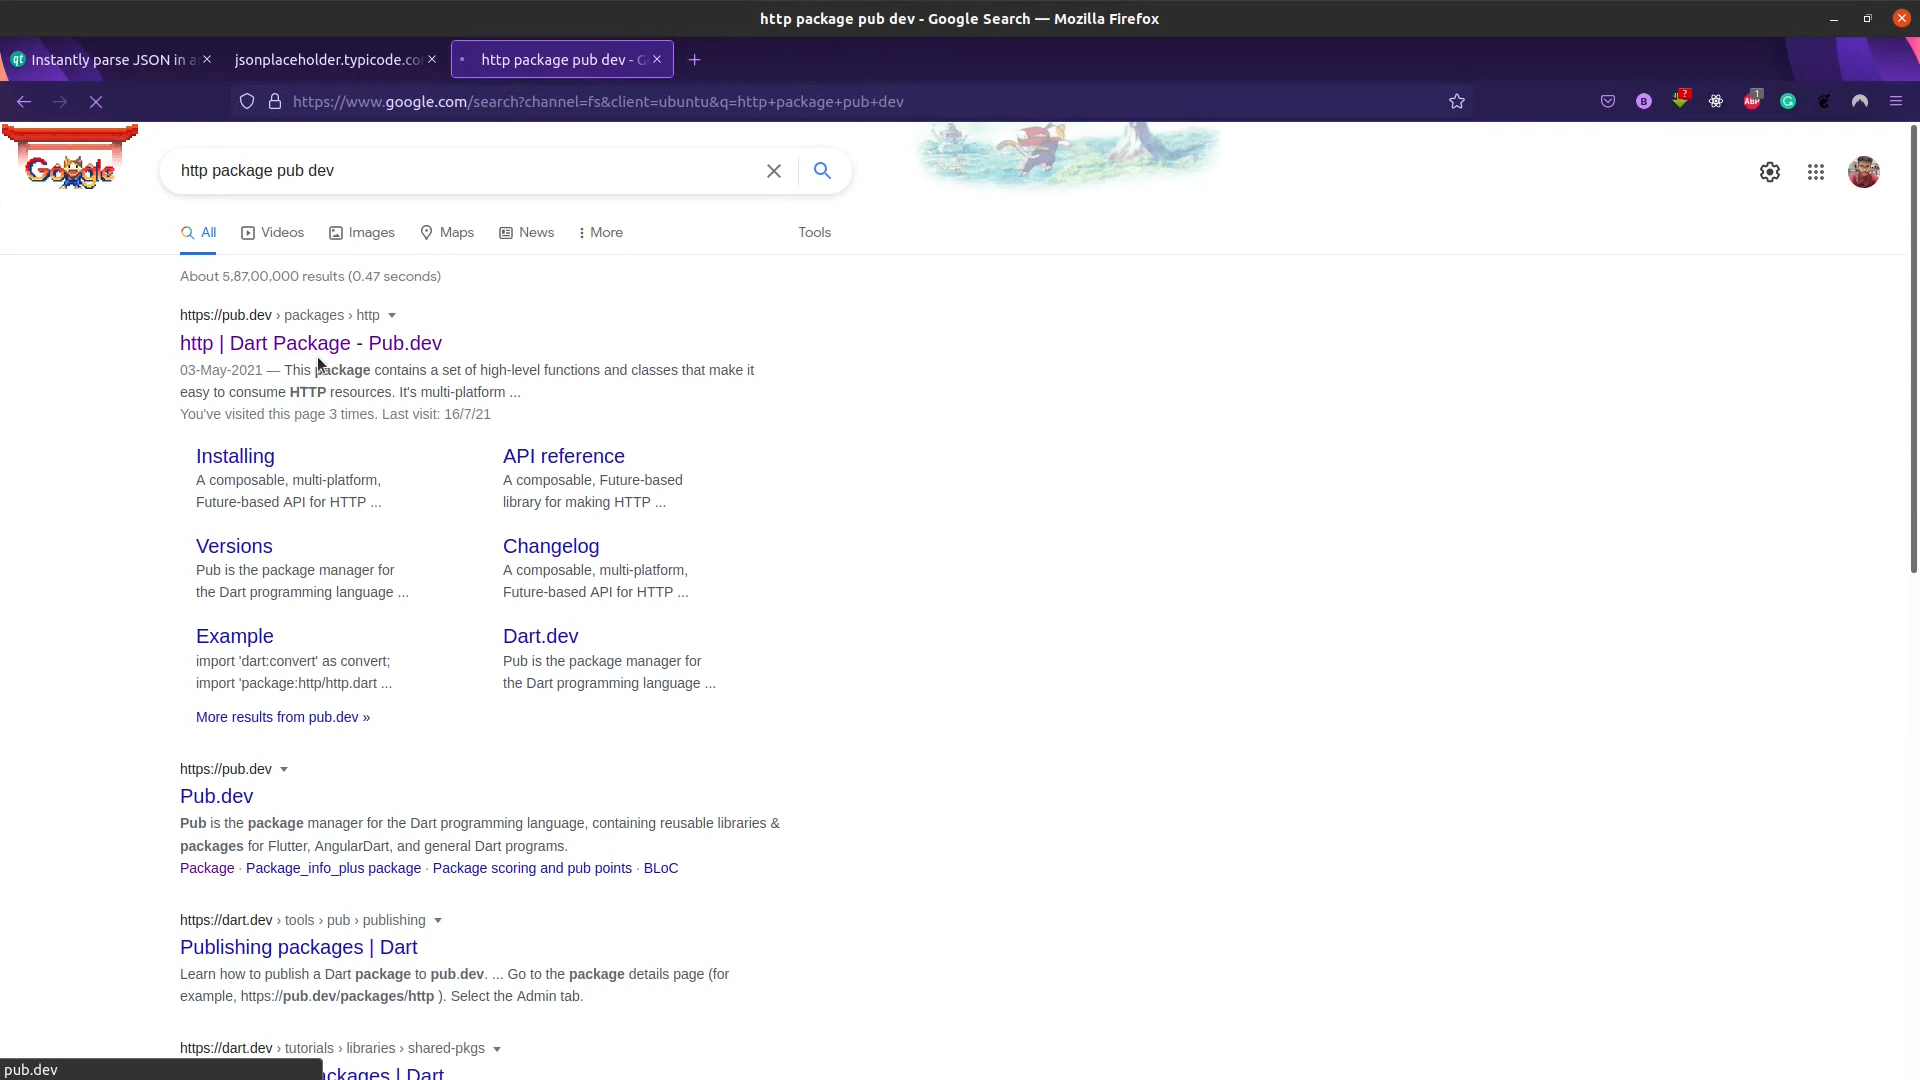 http package pub dev - Google Search — Mozilla Firefox
qt Instantly parse JSON in a
jsonplaceholder.typicode.co
http package pub dev - G
https://www.google.com/search?channel=fs&client=ubuntu&q=http+package+pub+dev
B ? ABP 1
Google
http package pub dev
All Videos Images Maps News More Tools
About 5,87,00,000 results (0.47 seconds)
https://pub.dev › packages › http
http | Dart Package - Pub.dev
03-May-2021 — This package contains a set of high-level functions and classes that make it
easy to consume HTTP resources. It's multi-platform ...
You've visited this page 3 times. Last visit: 16/7/21
Installing
A composable, multi-platform,
Future-based API for HTTP ...
API reference
A composable, Future-based
library for making HTTP ...
Versions
Pub is the package manager for
the Dart programming language ...
Changelog
A composable, multi-platform,
Future-based API for HTTP ...
Example
import 'dart:convert' as convert;
import 'package:http/http.dart ...
Dart.dev
Pub is the package manager for
the Dart programming language ...
More results from pub.dev »
https://pub.dev
Pub.dev
Pub is the package manager for the Dart programming language, containing reusable libraries &
packages for Flutter, AngularDart, and general Dart programs.
Package · Package_info_plus package · Package scoring and pub points · BLoC
https://dart.dev › tools › pub › publishing
Publishing packages | Dart
Learn how to publish a Dart package to pub.dev. ... Go to the package details page (for
example, https://pub.dev/packages/http ). Select the Admin tab.
https://dart.dev › tutorials › libraries › shared-pkgs
ckages | Dart
pub.dev